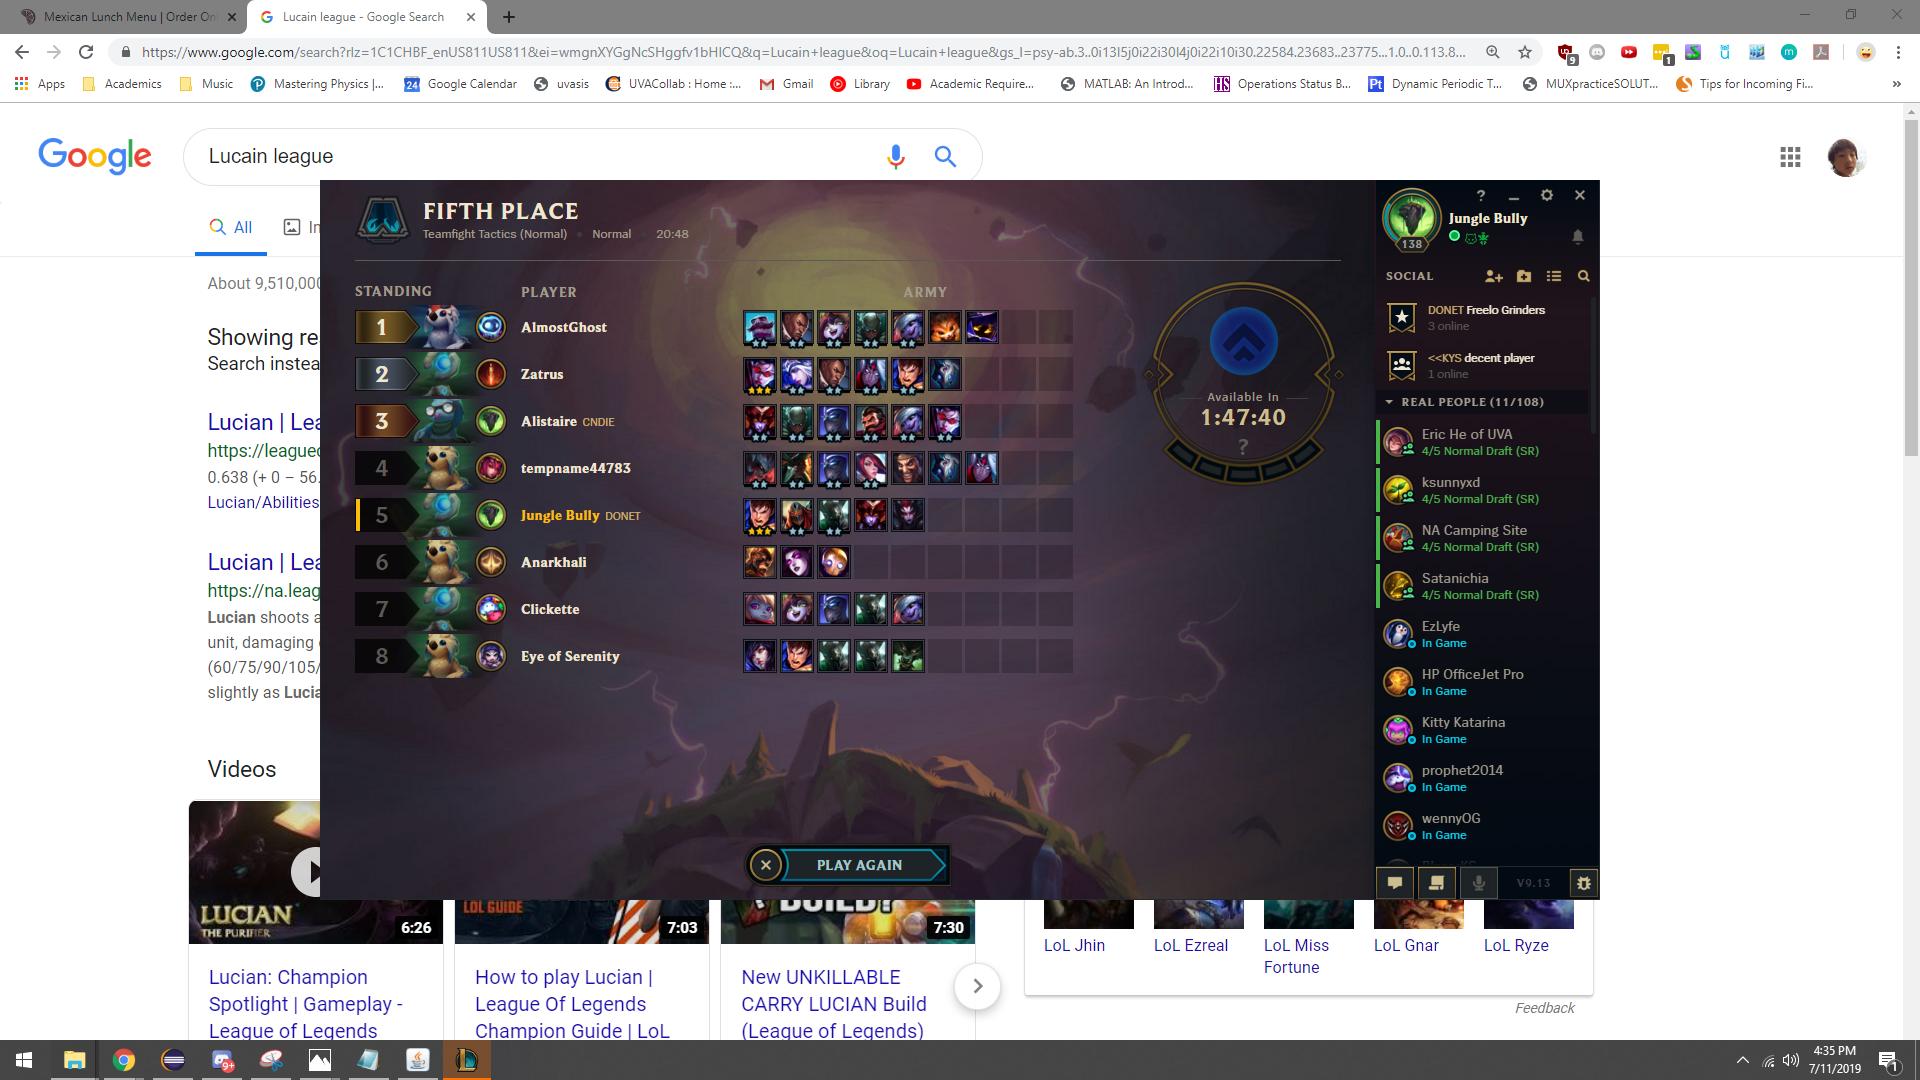 Mexican Lunch Menu | Order Onl
Lucain league - Google Search
https://www.google.com/search?rlz=1C1CHBF_enUS811US811&ei=wmgnXYGgNcSHggfv1bHICQ&q=Lucain+league&oq=Lucain+league&gs_l=psy-ab.3..0i13l5j0i22i30l4j0i22i10i30.22584.23683..23775...1.0..0.113.8...
9
1
Apps
Academics
Music
Mastering Physics |...
24
Google Calendar
uvasis
UVACollab : Home :...
Gmail
Library
Academic Require...
MATLAB: An Introd...
HS
Operations Status B...
Pt
Dynamic Periodic T...
MUXpracticeSOLUT...
Tips for Incoming Fi...
Google
Lucain league
All
In
About 9,510,000
Showing re
Search instea
Lucian | Lea
https://leagueo
0.638 (+ 0 – 56.
Lucian/Abilities
Lucian | Lea
https://na.leag
Lucian shoots a
unit, damaging
(60/75/90/105/
slightly as Lucia
Videos
FIFTH PLACE
Teamfight Tactics (Normal) • Normal 20:48
STANDING PLAYER ARMY
1 AlmostGhost
2 Zatrus
3 Alistaire CNDIE
4 tempname44783
5 Jungle Bully DONET
6 Anarkhali
7 Clickette
8 Eye of Serenity
Available In
1:47:40
?
PLAY AGAIN
?
Jungle Bully
138
SOCIAL
DONET Freelo Grinders
3 online
<<KYS decent player
1 online
REAL PEOPLE (11/108)
Eric He of UVA
4/5 Normal Draft (SR)
ksunnyxd
4/5 Normal Draft (SR)
NA Camping Site
4/5 Normal Draft (SR)
Satanichia
4/5 Normal Draft (SR)
EzLyfe
In Game
HP OfficeJet Pro
In Game
Kitty Katarina
In Game
prophet2014
In Game
wennyOG
In Game
V9.13
LUCIAN
THE PURIFIER
6:26
LOL GUIDE
7:03
BUILD?
7:30
Lucian: Champion
Spotlight | Gameplay -
League of Legends
How to play Lucian |
League Of Legends
Champion Guide | LoL
New UNKILLABLE
CARRY LUCIAN Build
(League of Legends)
LoL Jhin
LoL Ezreal
LoL Miss
Fortune
LoL Gnar
LoL Ryze
Feedback
9+
4:35 PM
7/11/2019
1